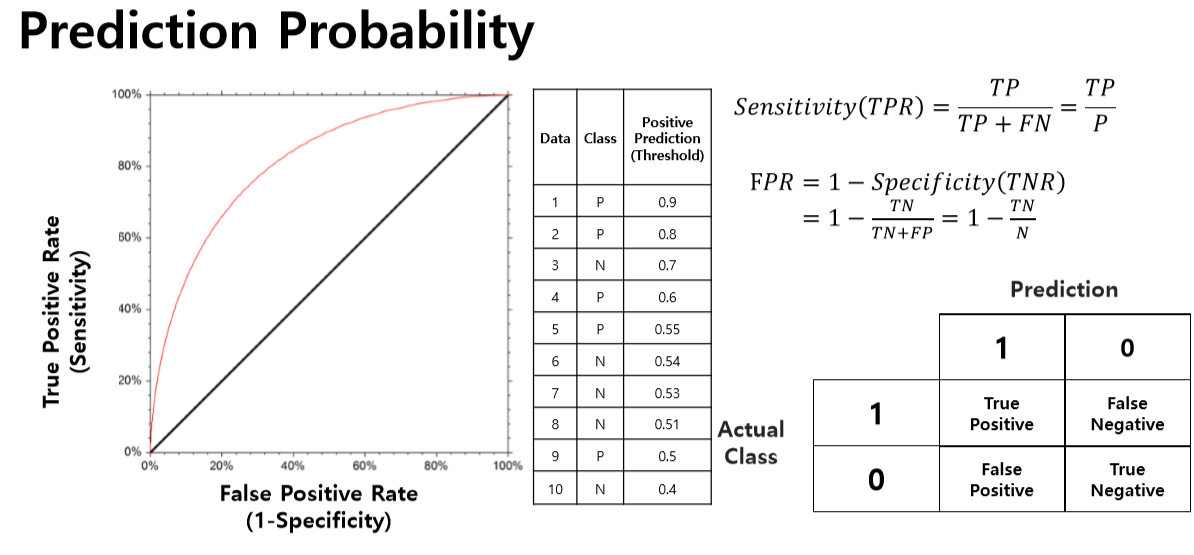 Prediction Probability
True Positive Rate
(Sensitivity)
100%
80%
60%
40%
20%
0%
0% 20% 40% 60% 80% 100%
False Positive Rate
(1-Specificity)
Data Class Positive Prediction (Threshold)
1 P 0.9
2 P 0.8
3 N 0.7
4 P 0.6
5 P 0.55
6 N 0.54
7 N 0.53
8 N 0.51
9 P 0.5
10 N 0.4
Sensitivity(TPR) = TP / TP + FN = TP / P
FPR = 1 − Specificity(TNR)
= 1 − TN / TN+FP = 1 − TN / N
Prediction
1 0
Actual
Class
1 True Positive False Negative
0 False Positive True Negative